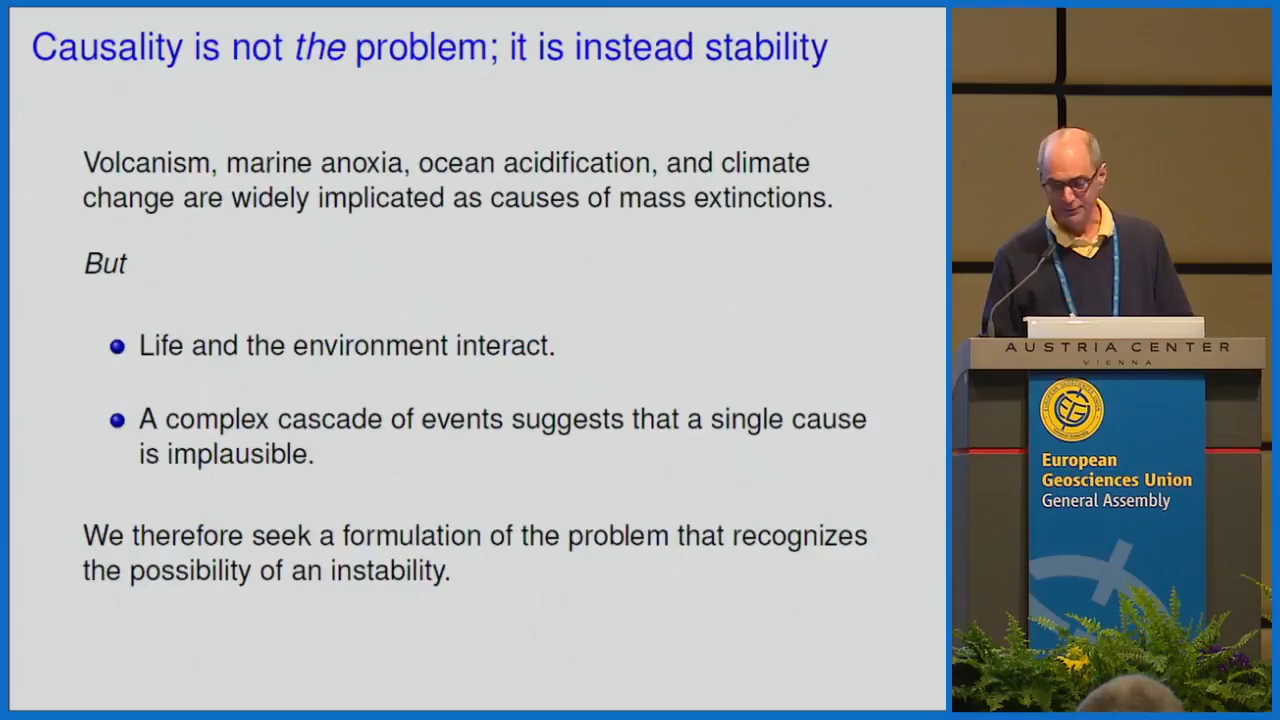 Causality is not the problem; it is instead stability
Volcanism, marine anoxia, ocean acidification, and climate
change are widely implicated as causes of mass extinctions.
But
Life and the environment interact.
A complex cascade of events suggests that a single cause
is implausible.
We therefore seek a formulation of the problem that recognizes
the possibility of an instability.
AUSTRIA CENTER
VIENNA
European
Geosciences Union
General Assembly